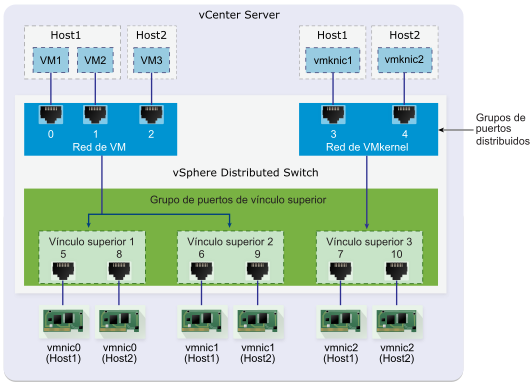 vCenter Server
Host1
Host2
Host1
Host2
VM1
VM2
VM3
vmknic1
vmknic2
0
1
2
3
4
Red de VM
Red de VMkernel
Grupos de
puertos
distribuidos
vSphere Distributed Switch
Grupo de puertos de vínculo superior
Vínculo superior 1
Vínculo superior 2
Vínculo superior 3
5
8
6
9
7
10
vmnic0
(Host1)
vmnic0
(Host2)
vmnic1
(Host1)
vmnic1
(Host2)
vmnic2
(Host1)
vmnic2
(Host2)